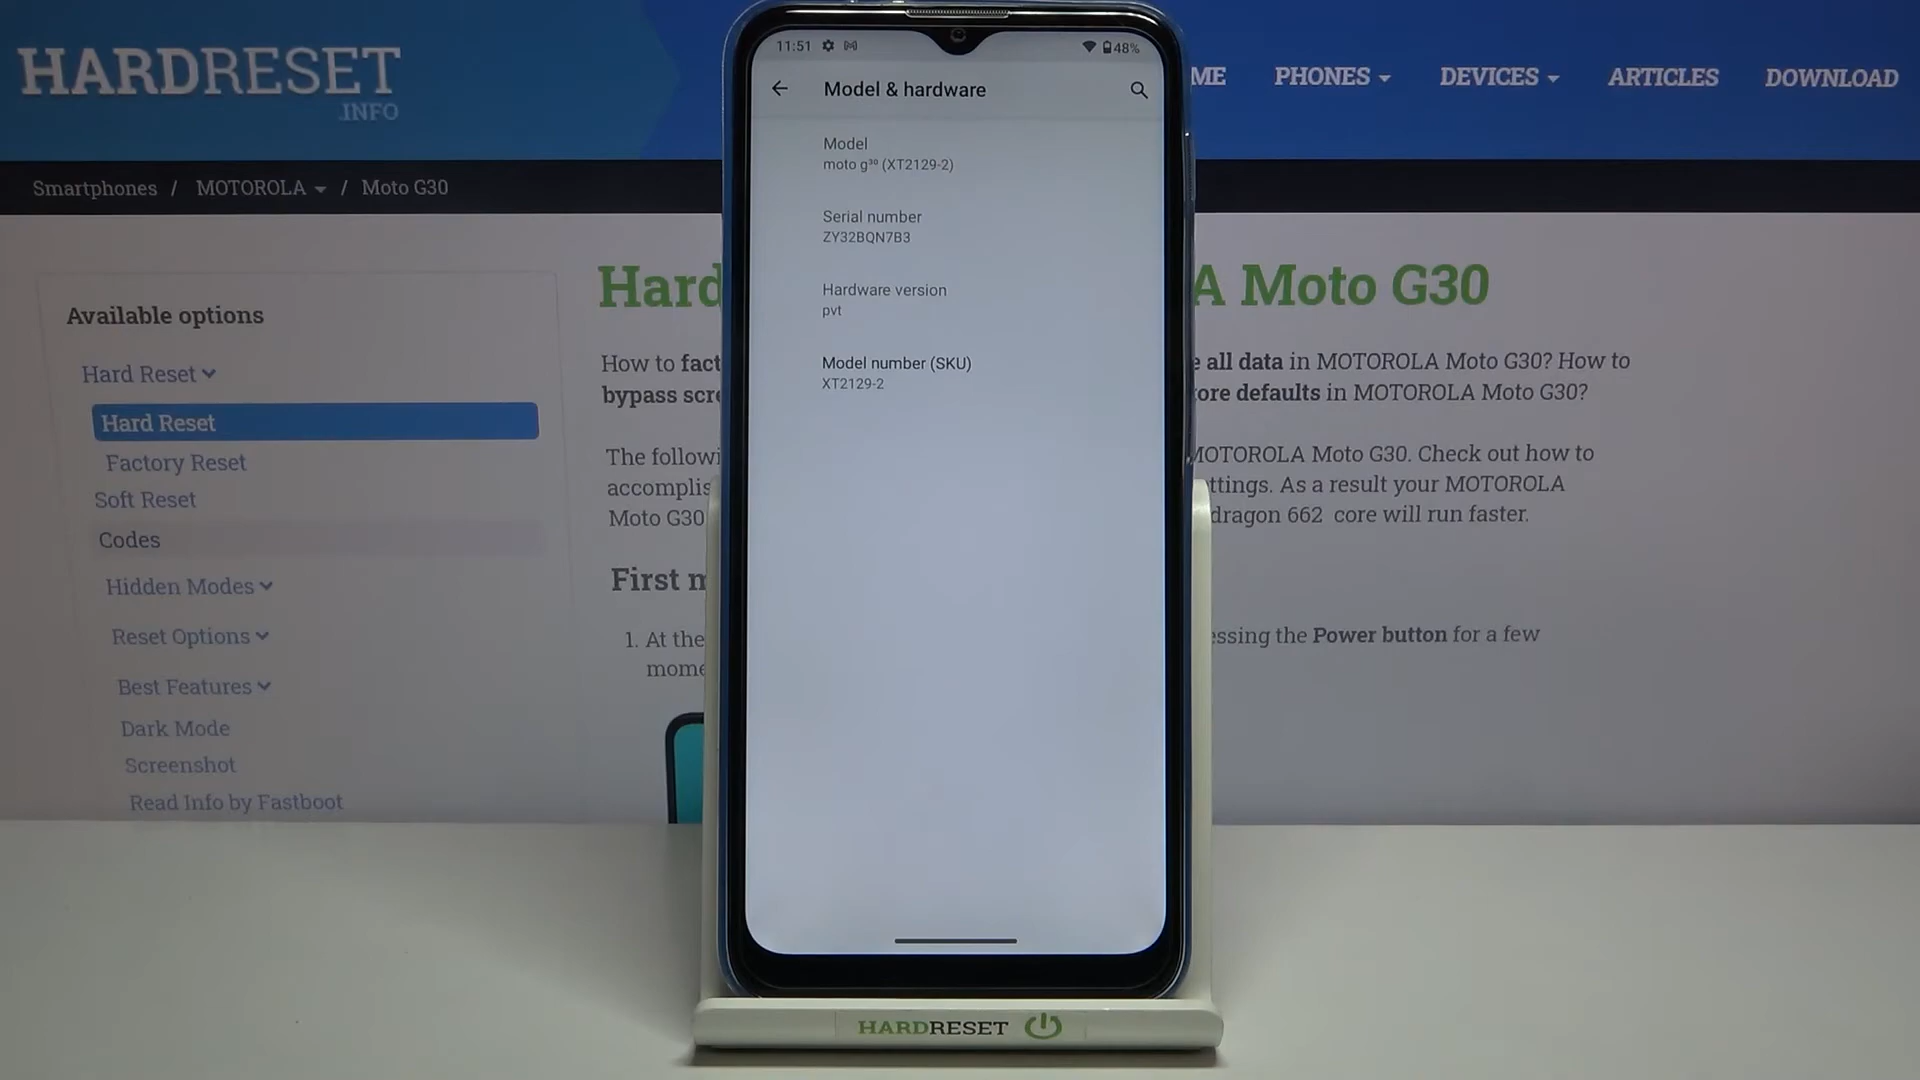 HARDRESET
.INFO
ME PHONES DEVICES ARTICLES DOWNLOAD
Smartphones / MOTOROLA / Moto G30
Available options
Hard Reset
Hard Reset
Factory Reset
Soft Reset
Codes
Hidden Modes
Reset Options
Best Features
Dark Mode
Screenshot
Read Info by Fastboot
Hard
A Moto G30
How to fact
e all data in MOTOROLA Moto G30? How to
bypass scre
ore defaults in MOTOROLA Moto G30?
The followi
MOTOROLA Moto G30. Check out how to
accomplis
ttings. As a result your MOTOROLA
Moto G30
dragon 662 core will run faster.
First m
1. At the
essing the Power button for a few
mome
11:51 48%
Model & hardware
Model
moto g³⁰ (XT2129-2)
Serial number
ZY32BQN7B3
Hardware version
pvt
Model number (SKU)
XT2129-2
HARDRESET